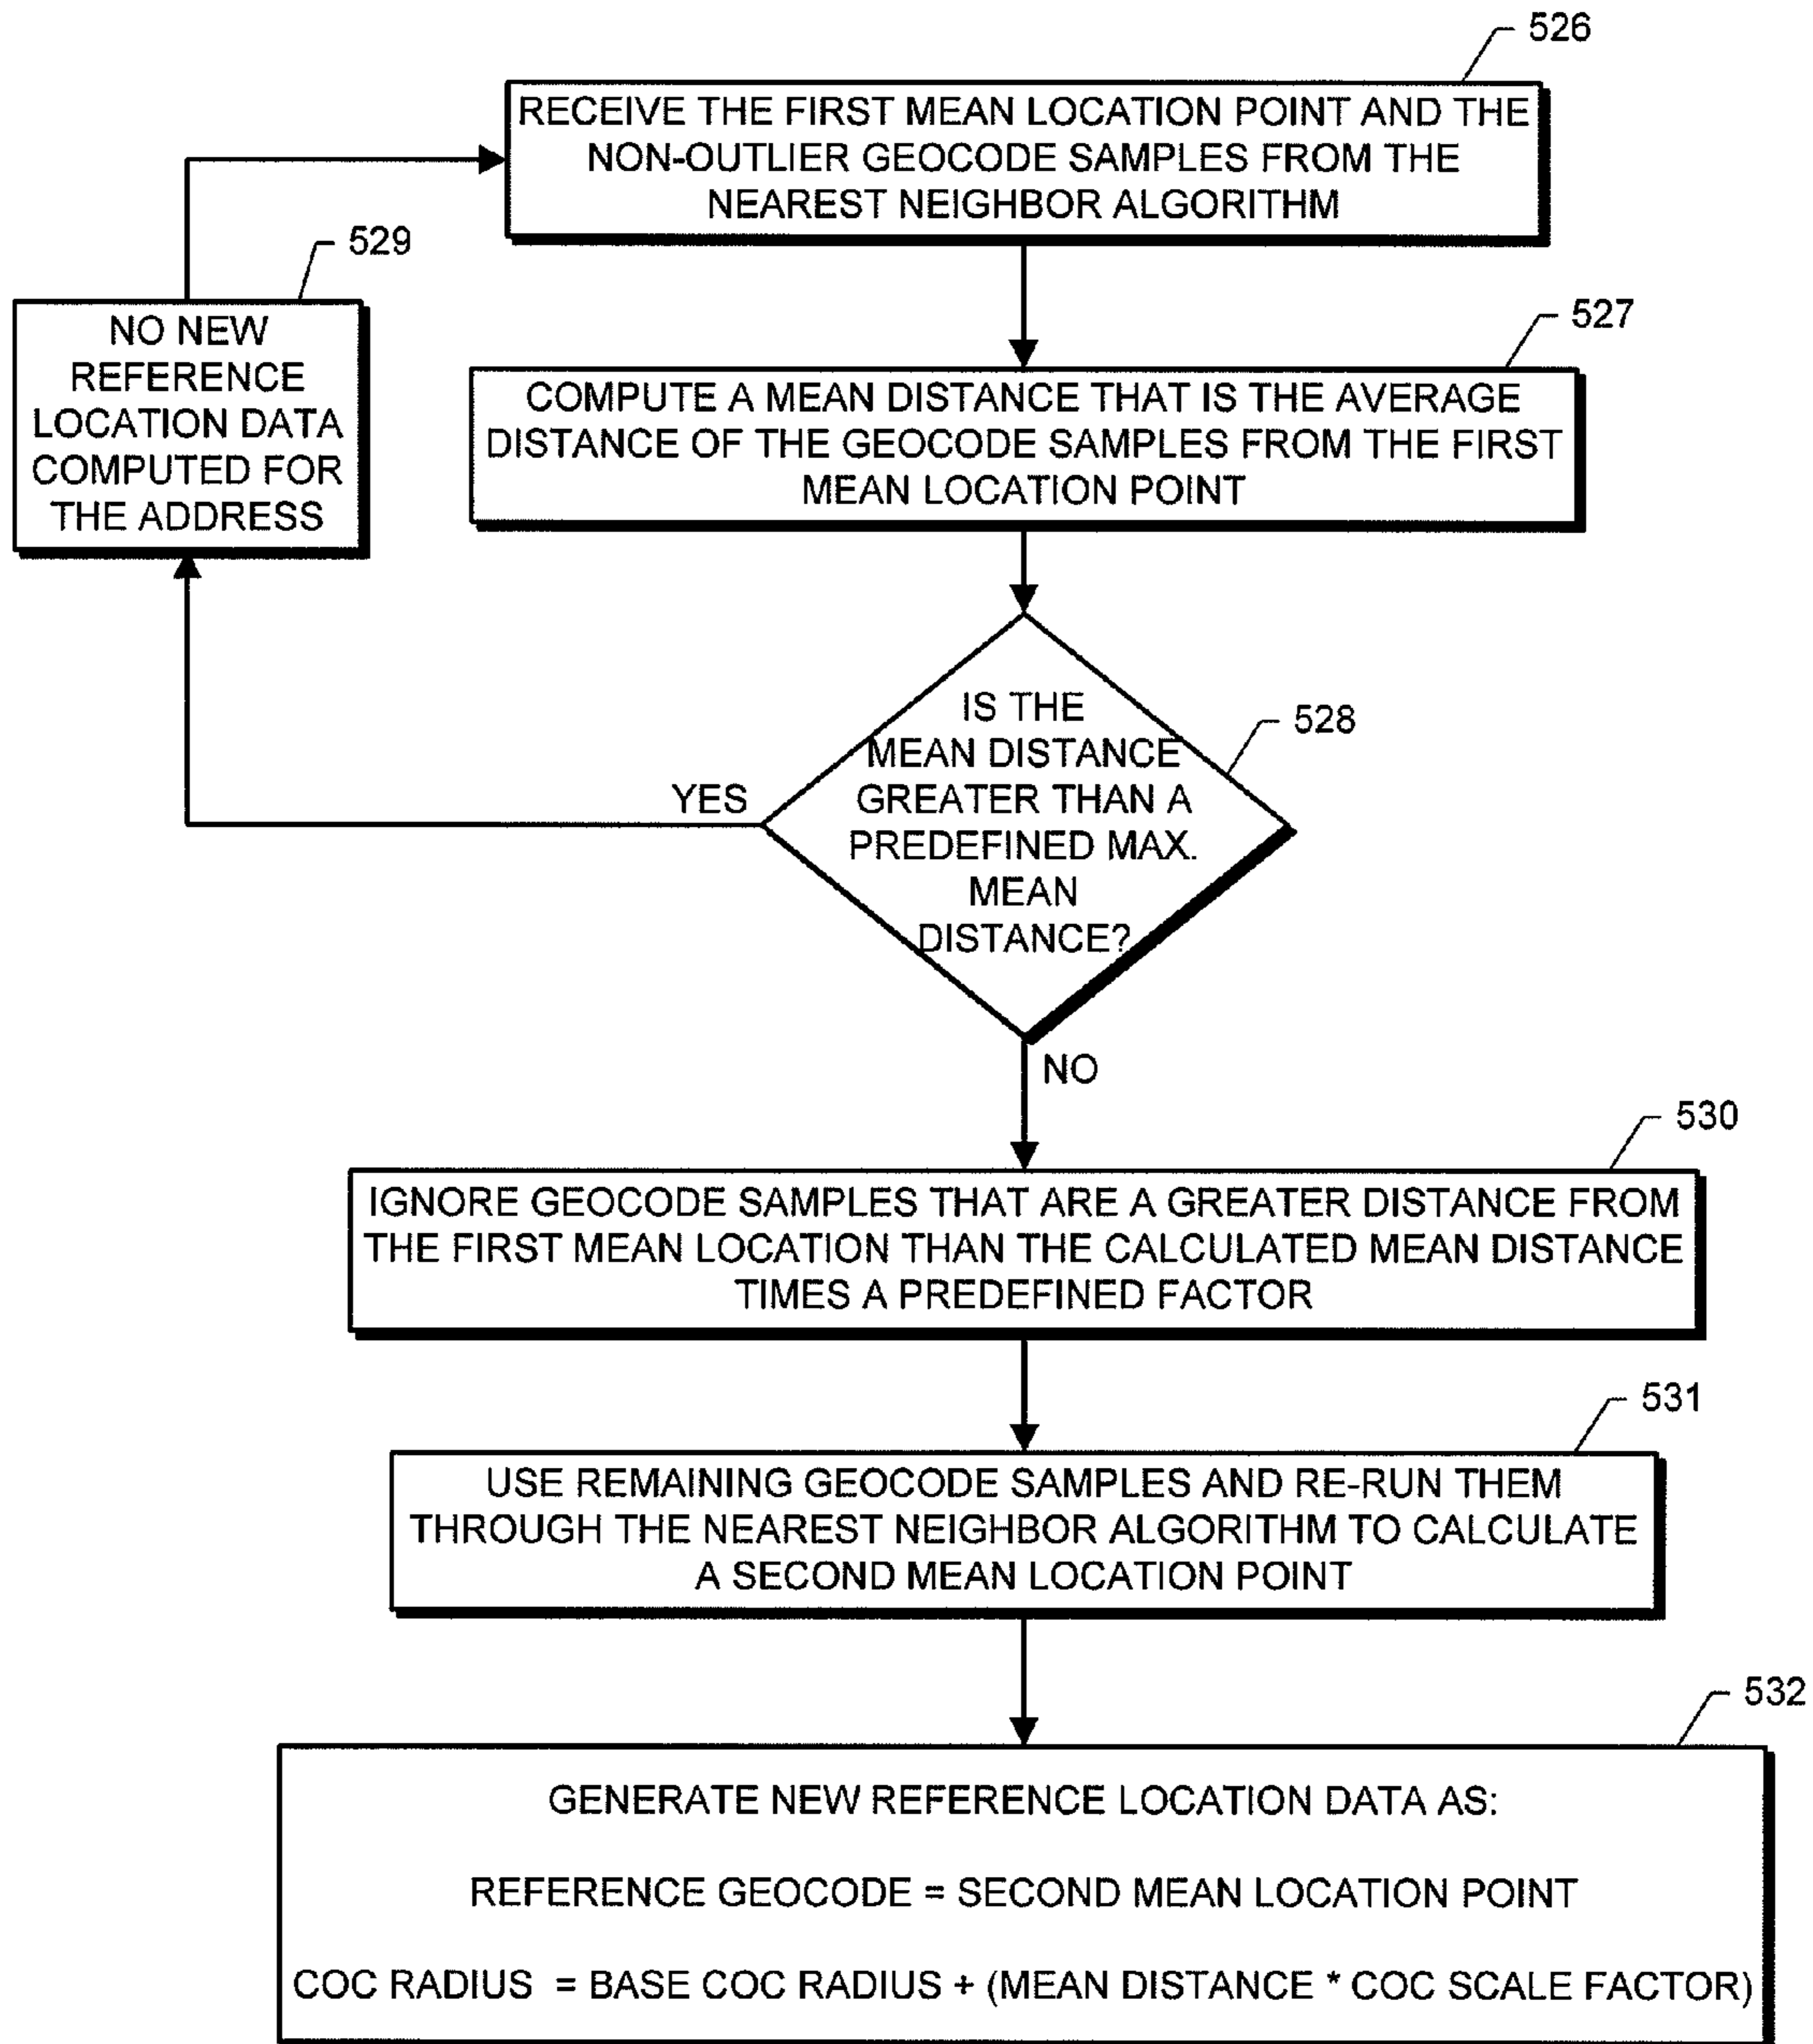 526
RECEIVE THE FIRST MEAN LOCATION POINT AND THE
NON-OUTLIER GEOCODE SAMPLES FROM THE
NEAREST NEIGHBOR ALGORITHM
529
NO NEW
REFERENCE
LOCATION DATA
COMPUTED FOR
THE ADDRESS
527
COMPUTE A MEAN DISTANCE THAT IS THE AVERAGE
DISTANCE OF THE GEOCODE SAMPLES FROM THE FIRST
MEAN LOCATION POINT
528
IS THE
MEAN DISTANCE
GREATER THAN A
PREDEFINED MAX.
MEAN
DISTANCE?
YES
NO
530
IGNORE GEOCODE SAMPLES THAT ARE A GREATER DISTANCE FROM
THE FIRST MEAN LOCATION THAN THE CALCULATED MEAN DISTANCE
TIMES A PREDEFINED FACTOR
531
USE REMAINING GEOCODE SAMPLES AND RE-RUN THEM
THROUGH THE NEAREST NEIGHBOR ALGORITHM TO CALCULATE
A SECOND MEAN LOCATION POINT
532
GENERATE NEW REFERENCE LOCATION DATA AS:
REFERENCE GEOCODE = SECOND MEAN LOCATION POINT
COC RADIUS = BASE COC RADIUS + (MEAN DISTANCE * COC SCALE FACTOR)